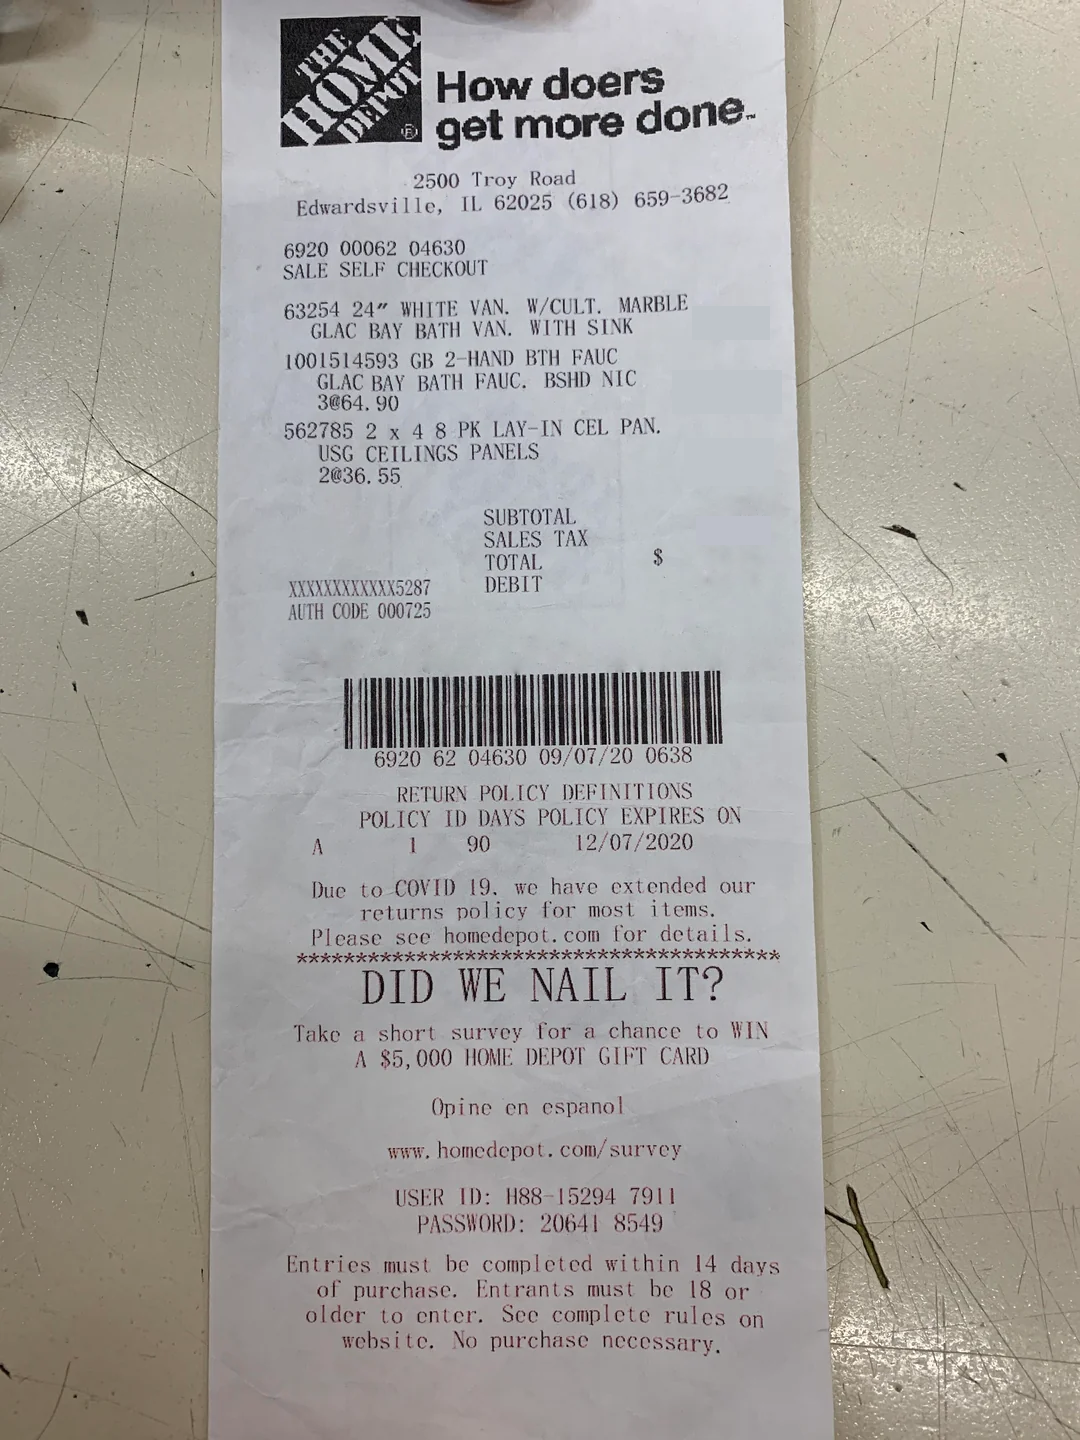 THE
HOME
DEPOT
®
How doers
get more done.™
2500 Troy Road
Edwardsville, IL 62025 (618) 659-3682
6920 00062 04630
SALE SELF CHECKOUT
63254 24" WHITE VAN. W/CULT. MARBLE
GLAC BAY BATH VAN. WITH SINK
1001514593 GB 2-HAND BTH FAUC
GLAC BAY BATH FAUC. BSHD NIC
3@64.90
562785 2 x 4 8 PK LAY-IN CEL PAN.
USG CEILINGS PANELS
2@36.55
SUBTOTAL
SALES TAX
TOTAL $
XXXXXXXXXXXX5287 DEBIT
AUTH CODE 000725
6920 62 04630 09/07/20 0638
RETURN POLICY DEFINITIONS
POLICY ID DAYS POLICY EXPIRES ON
A 1 90 12/07/2020
Due to COVID 19. we have extended our
returns policy for most items.
Please see homedepot.com for details.
****************************************
DID WE NAIL IT?
Take a short survey for a chance to WIN
A $5,000 HOME DEPOT GIFT CARD
Opine en espanol
www.homedepot.com/survey
USER ID: H88-15294 7911
PASSWORD: 20641 8549
Entries must be completed within 14 days
of purchase. Entrants must be 18 or
older to enter. See complete rules on
website. No purchase necessary.